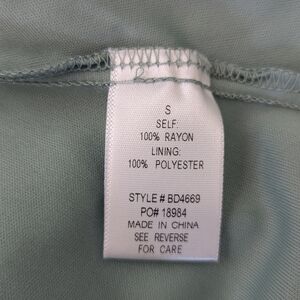 S
SELF:
100% RAYON
LINING:
100% POLYESTER
STYLE # BD4669
PO# 18984
MADE IN CHINA
SEE REVERSE
FOR CARE